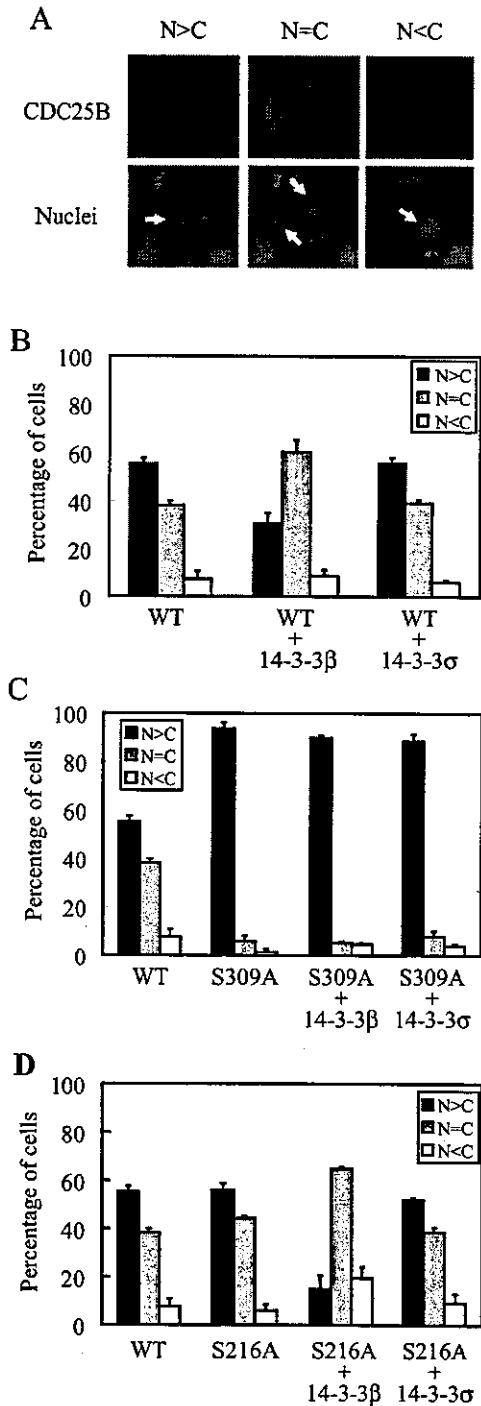 A
N>C N=C N<C
CDC25B
Nuclei
B
100
80
60
40
20
0
Percentage of cells
N>C
N=C
N<C
WT WT WT
+ +
14-3-3β 14-3-3σ
C
100
80
60
40
20
0
Percentage of cells
N>C
N=C
N<C
WT S309A S309A S309A
+ +
14-3-3β 14-3-3σ
D
100
80
60
40
20
0
Percentage of cells
N>C
N=C
N<C
WT S216A S216A S216A
+ +
14-3-3β 14-3-3σ